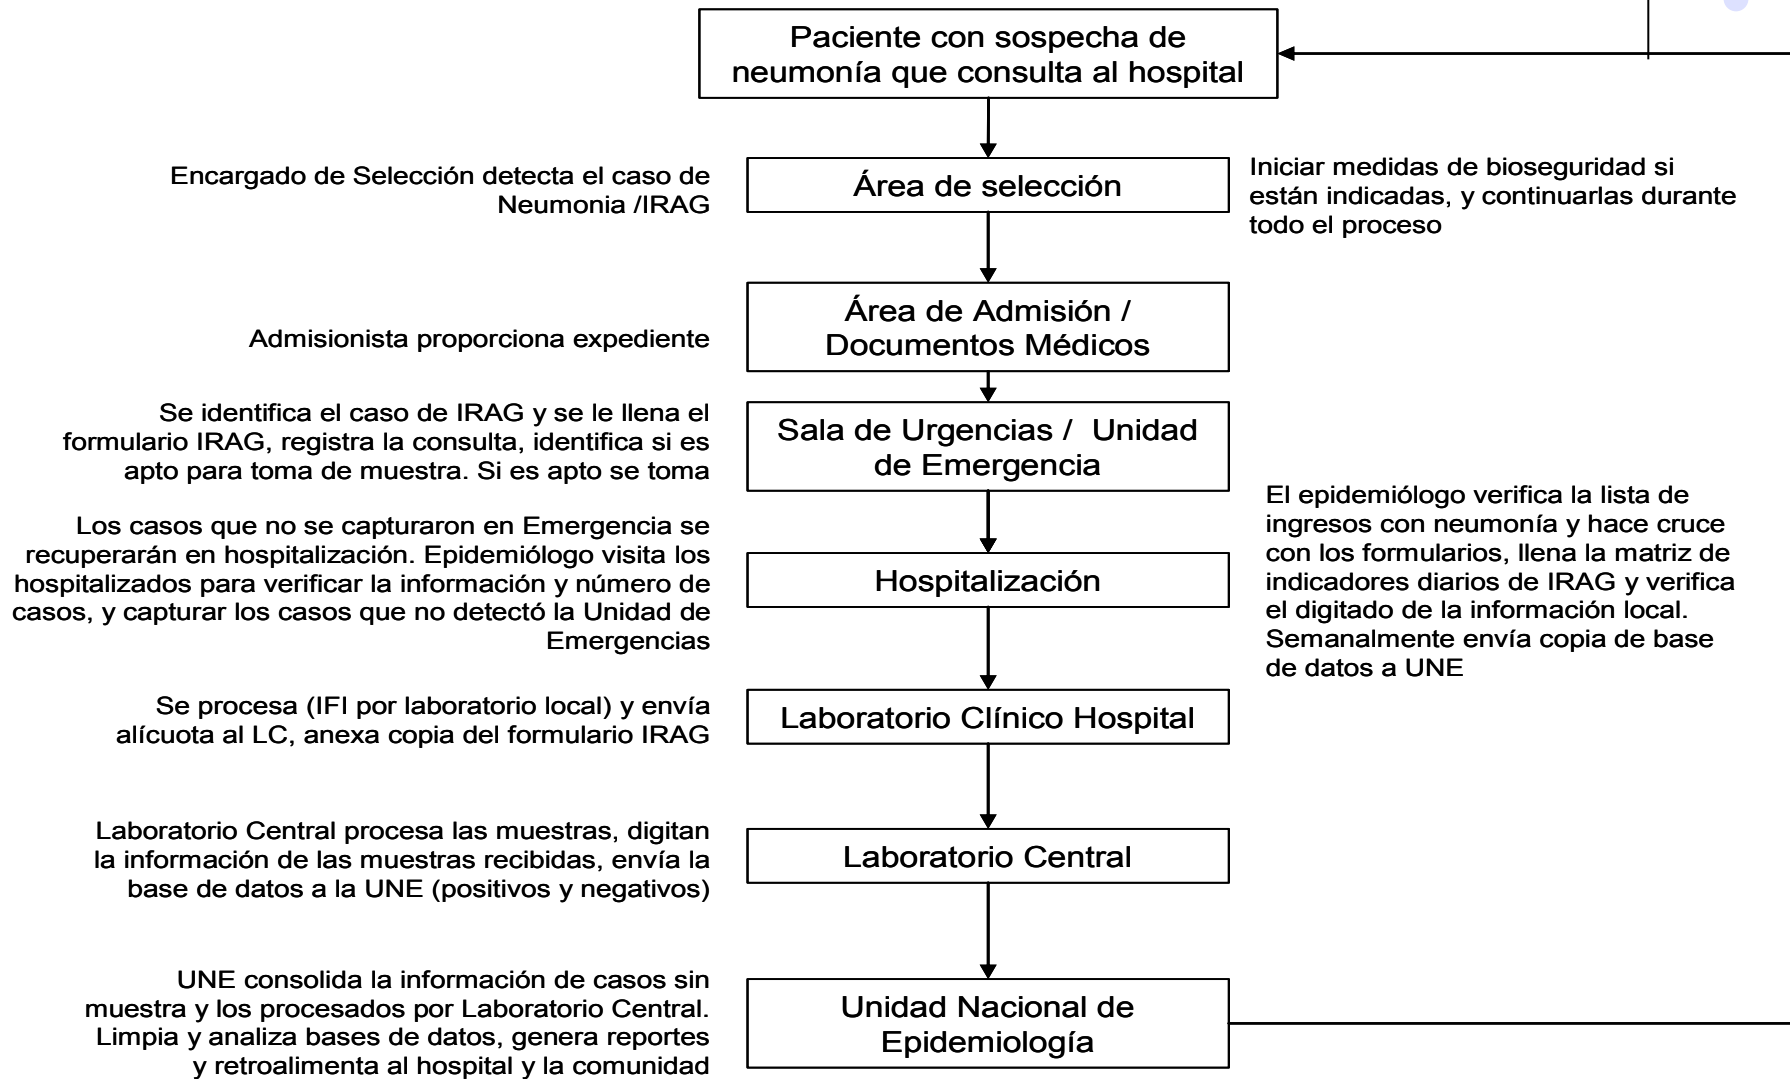 Paciente con sospecha de
neumonía que consulta al hospital
Encargado de Selección detecta el caso de
Neumonia /IRAG
Área de selección
Iniciar medidas de bioseguridad si
están indicadas, y continuarlas durante
todo el proceso
Admisionista proporciona expediente
Área de Admisión /
Documentos Médicos
Se identifica el caso de IRAG y se le llena el
formulario IRAG, registra la consulta, identifica si es
apto para toma de muestra. Si es apto se toma
Sala de Urgencias / Unidad
de Emergencia
Los casos que no se capturaron en Emergencia se
recuperarán en hospitalización. Epidemiólogo visita los
hospitalizados para verificar la información y número de
casos, y capturar los casos que no detectó la Unidad de
Emergencias
Hospitalización
El epidemiólogo verifica la lista de
ingresos con neumonía y hace cruce
con los formularios, llena la matriz de
indicadores diarios de IRAG y verifica
el digitado de la información local.
Semanalmente envía copia de base
de datos a UNE
Se procesa (IFI por laboratorio local) y envía
alícuota al LC, anexa copia del formulario IRAG
Laboratorio Clínico Hospital
Laboratorio Central procesa las muestras, digitan
la información de las muestras recibidas, envía la
base de datos a la UNE (positivos y negativos)
Laboratorio Central
UNE consolida la información de casos sin
muestra y los procesados por Laboratorio Central.
Limpia y analiza bases de datos, genera reportes
y retroalimenta al hospital y la comunidad
Unidad Nacional de
Epidemiología